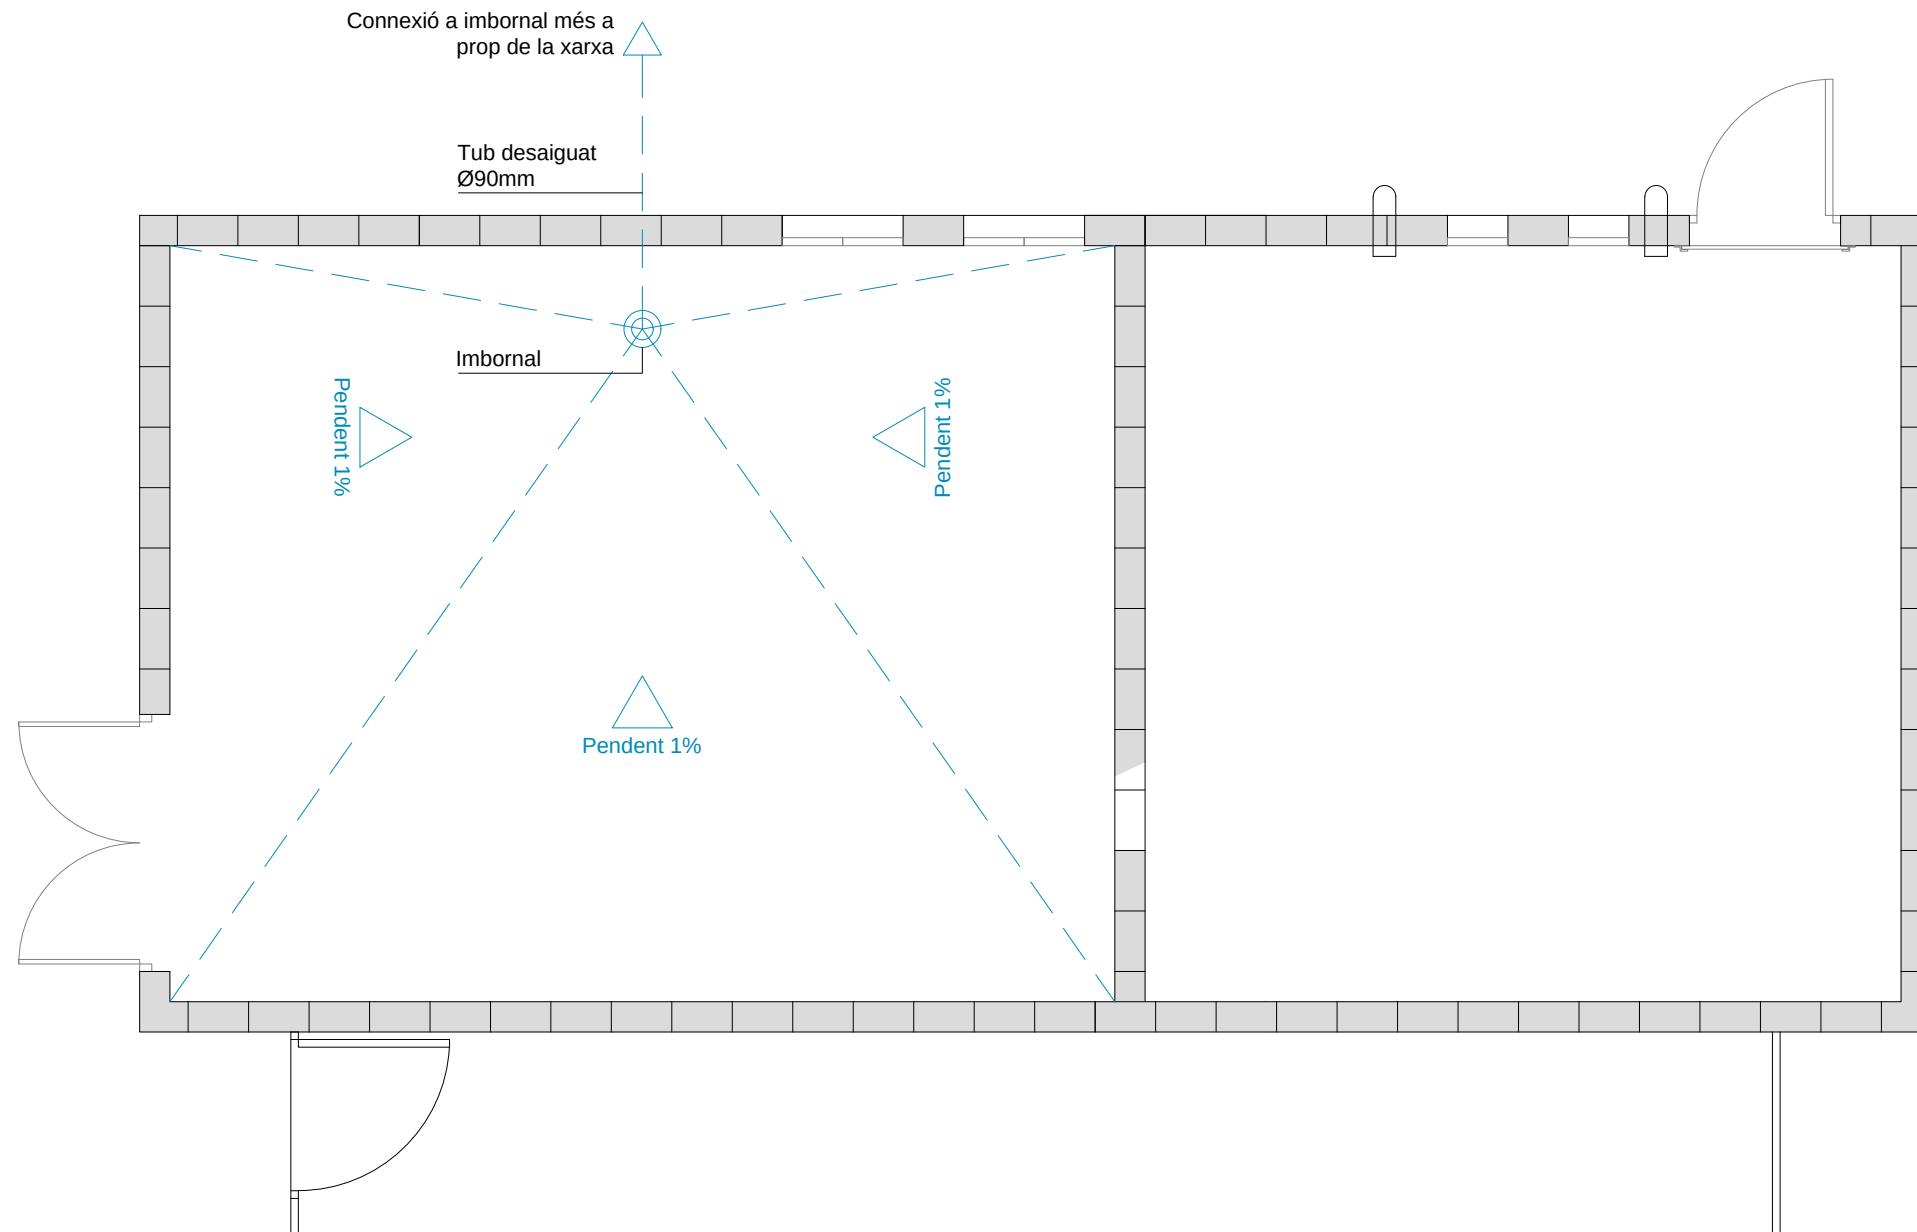 Connexió a imbornal més a
prop de la xarxa
Tub desaiguat
Ø90mm
Imbornal
Pendent 1%
Pendent 1%
Pendent 1%